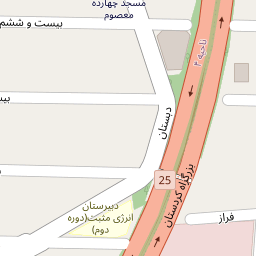 مسجد چهارده
معصوم
بیست و ششم
ناحیه ۳
دبستان
25
بزرگراه کردستان
دبیرستان
انرژی مثبت(دوره
دوم)
فراز